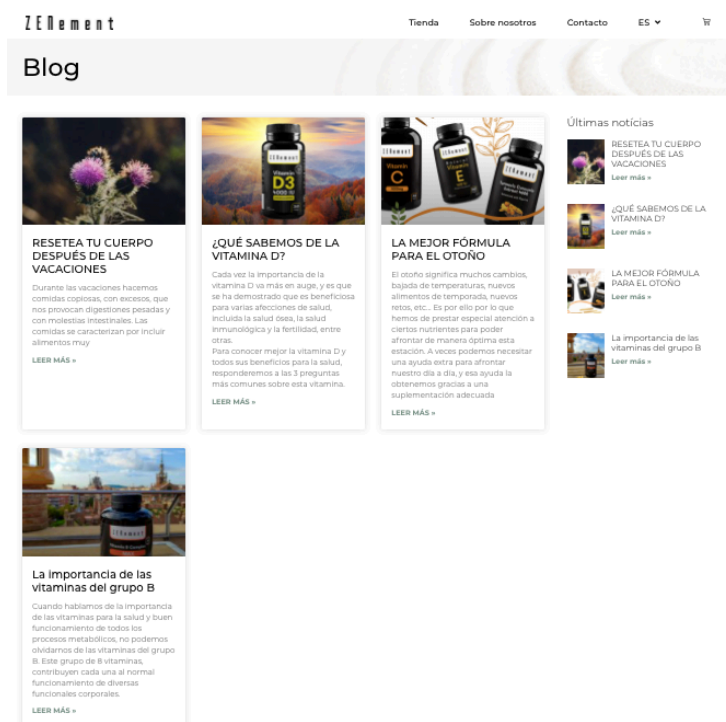 ZENement
Tienda
Sobre nosotros
Contacto
ES
Blog
RESETEA TU CUERPO
DESPUÉS DE LAS
VACACIONES
Durante las vacaciones hacemos
comidas copiosas, con excesos, que
nos provocan digestiones pesadas y
con molestias intestinales. Las
comidas se caracterizan por incluir
alimentos muy
LEER MÁS »
ZENement
Vitamin
D3
4000 IU
¿QUÉ SABEMOS DE LA
VITAMINA D?
Cada vez la importancia de la
vitamina D va más en auge, y es que
se ha demostrado que es beneficiosa
para varias afecciones de salud,
incluida la salud ósea, la salud
inmunológica y la fertilidad, entre
otras.
Para conocer mejor la vitamina D y
todos sus beneficios para la salud,
responderemos a las 3 preguntas
más comunes sobre esta vitamina.
LEER MÁS »
ZENement
Vitamin
C
Vitamin
E
ZENement
LA MEJOR FÓRMULA
PARA EL OTOÑO
El otoño significa muchos cambios,
bajada de temperaturas, nuevos
alimentos de temporada, nuevos
retos, etc... Es por ello por lo que
hemos de prestar especial atención a
ciertos nutrientes para poder
afrontar de manera óptima esta
estación. A veces podemos necesitar
una ayuda extra para afrontar
nuestro día a día, y esa ayuda la
obtenemos gracias a una
suplementación adecuada
LEER MÁS »
ZENement
La importancia de las
vitaminas del grupo B
Cuando hablamos de la importancia
de las vitaminas para la salud y buen
funcionamiento de todos los
procesos metabólicos, no podemos
olvidarnos de las vitaminas del grupo
B. Este grupo de 8 vitaminas,
contribuyen cada una al normal
funcionamiento de diversas
funcionales corporales.
LEER MÁS »
Últimas notícias
RESETEA TU CUERPO
DESPUÉS DE LAS
VACACIONES
Leer más »
¿QUÉ SABEMOS DE LA
VITAMINA D?
Leer más »
LA MEJOR FÓRMULA
PARA EL OTOÑO
Leer más »
La importancia de las
vitaminas del grupo B
Leer más »